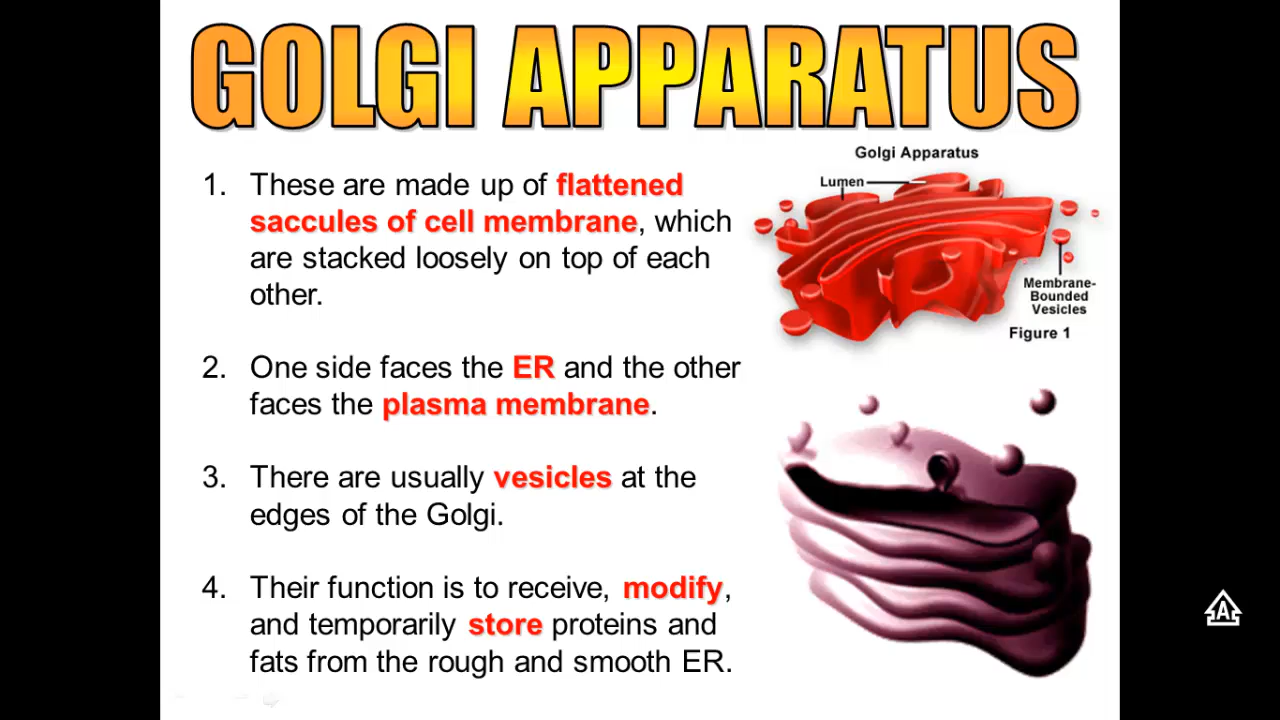 GOLGI APPARATUS
1. These are made up of flattened
saccules of cell membrane, which
are stacked loosely on top of each
other.
2. One side faces the ER and the other
faces the plasma membrane.
3. There are usually vesicles at the
edges of the Golgi.
4. Their function is to receive, modify,
and temporarily store proteins and
fats from the rough and smooth ER.
Golgi Apparatus
Lumen
Membrane-
Bounded
Vesicles
Figure 1
A